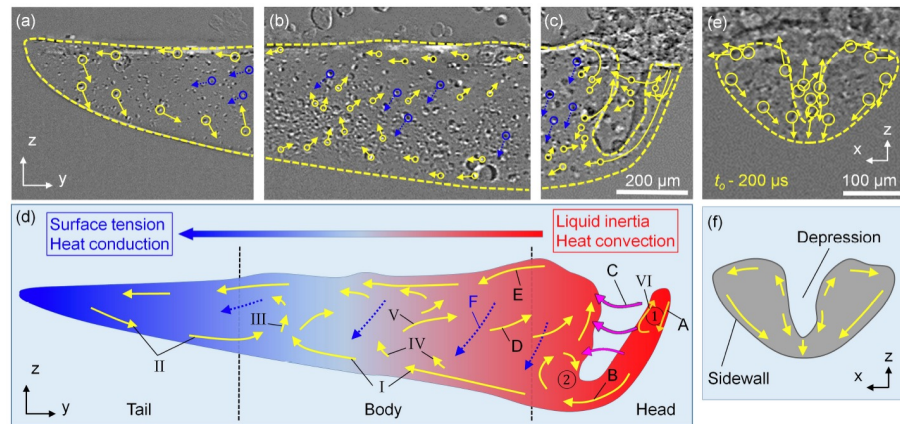 (a)
(b)
(c)
(e)
z
y
200 µm
t₀ - 200 µs
z
x
100 µm
(d)
Surface tension
Heat conduction
Liquid inertia
Heat convection
(f)
Depression
Sidewall
z
x
C
VI
A
1
E
F
V
III
D
IV
II
I
2
B
z
y
Tail
Body
Head